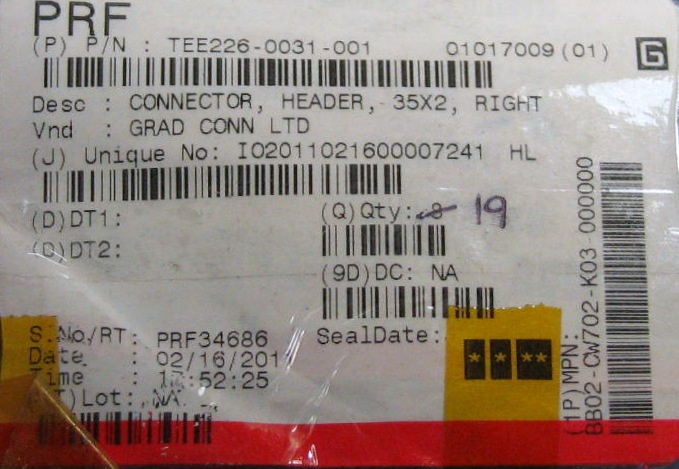 PRF
(P) P/N : TEE226-0031-001 01017009(01) G
Desc : CONNECTOR, HEADER, 35X2, RIGHT
Vnd : GRAD CONN LTD
(J) Unique No: IO2011021600007241 HL
(D)DT1: (Q)Qty: 8 19
(D)DT2:
(9D)DC: NA
S.No/RT: PRF34686 SealDate:
Date : 02/16/201
Time : :52:25
Lot: NA
* * **
(1P)MPN:
BB02-CW702-K03-000000